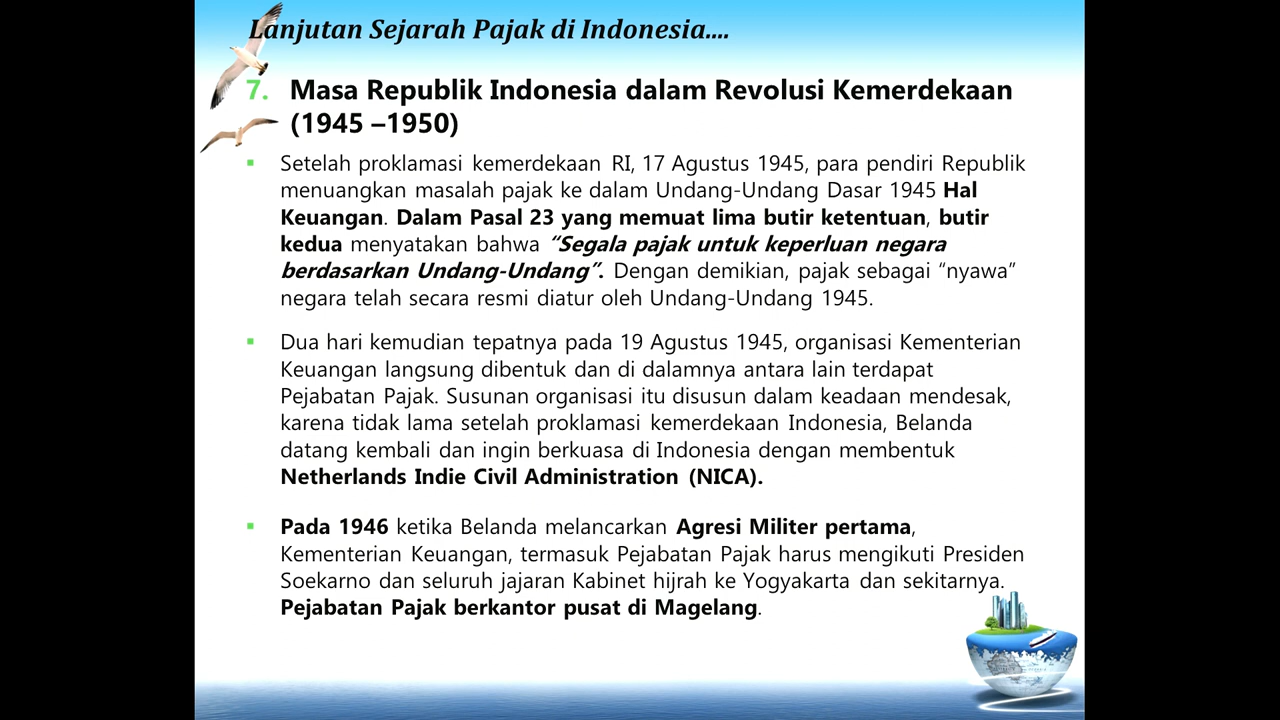 Lanjutan Sejarah Pajak di Indonesia....
7. Masa Republik Indonesia dalam Revolusi Kemerdekaan
(1945 –1950)
▪ Setelah proklamasi kemerdekaan RI, 17 Agustus 1945, para pendiri Republik
menuangkan masalah pajak ke dalam Undang-Undang Dasar 1945 Hal
Keuangan. Dalam Pasal 23 yang memuat lima butir ketentuan, butir
kedua menyatakan bahwa “Segala pajak untuk keperluan negara
berdasarkan Undang-Undang”. Dengan demikian, pajak sebagai “nyawa”
negara telah secara resmi diatur oleh Undang-Undang 1945.
▪ Dua hari kemudian tepatnya pada 19 Agustus 1945, organisasi Kementerian
Keuangan langsung dibentuk dan di dalamnya antara lain terdapat
Pejabatan Pajak. Susunan organisasi itu disusun dalam keadaan mendesak,
karena tidak lama setelah proklamasi kemerdekaan Indonesia, Belanda
datang kembali dan ingin berkuasa di Indonesia dengan membentuk
Netherlands Indie Civil Administration (NICA).
▪ Pada 1946 ketika Belanda melancarkan Agresi Militer pertama,
Kementerian Keuangan, termasuk Pejabatan Pajak harus mengikuti Presiden
Soekarno dan seluruh jajaran Kabinet hijrah ke Yogyakarta dan sekitarnya.
Pejabatan Pajak berkantor pusat di Magelang.